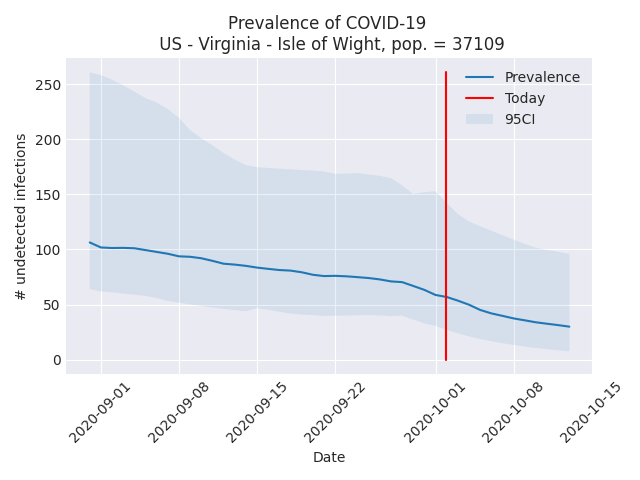 Prevalence of COVID-19
US - Virginia - Isle of Wight, pop. = 37109
Prevalence
Today
95CI
# undetected infections
250
200
150
100
50
0
2020-09-01
2020-09-08
2020-09-15
2020-09-22
2020-10-01
2020-10-08
2020-10-15
Date